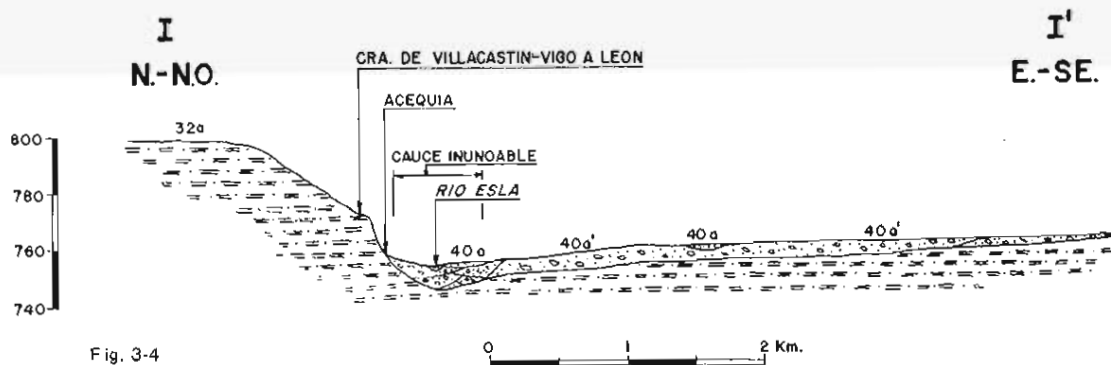 I I'
N.-N.O. E.-SE.
CRA. DE VILLACASTIN-VIGO A LEON
ACEQUIA
CAUCE INUNOABLE
RIO ESLA
800
780
760
740
32a
40a
40a'
40a
40a'
0 1 2 Km.
Fig. 3-4